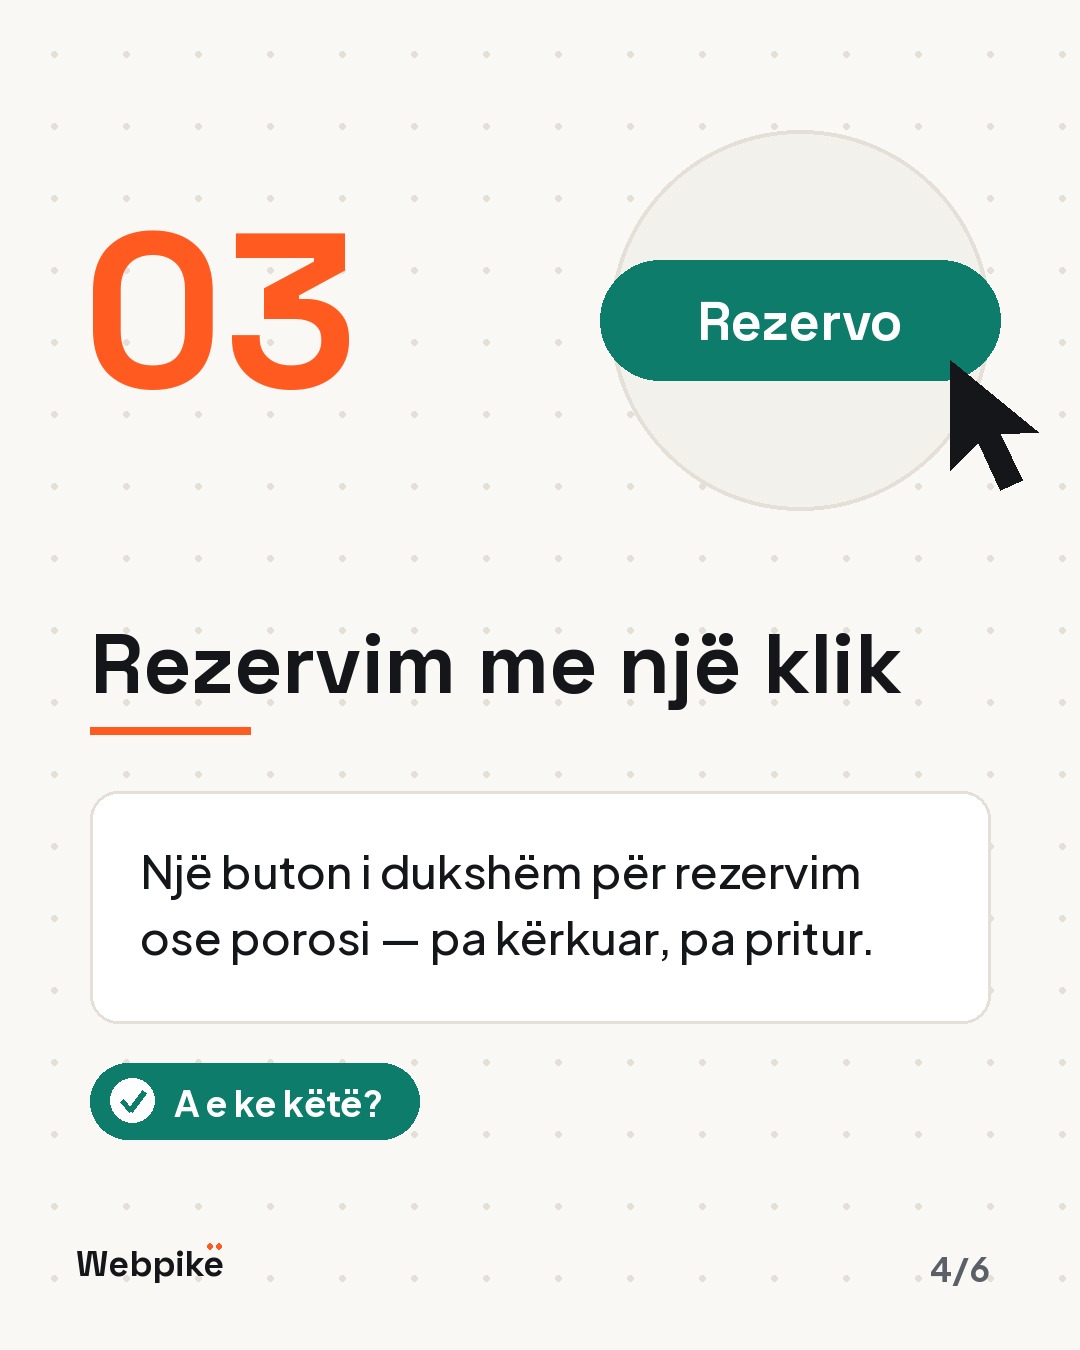 03
Rezervo
Rezervim me një klik
Një buton i dukshëm për rezervim
ose porosi — pa kërkuar, pa pritur.
A e ke këtë?
Webpikë
4/6